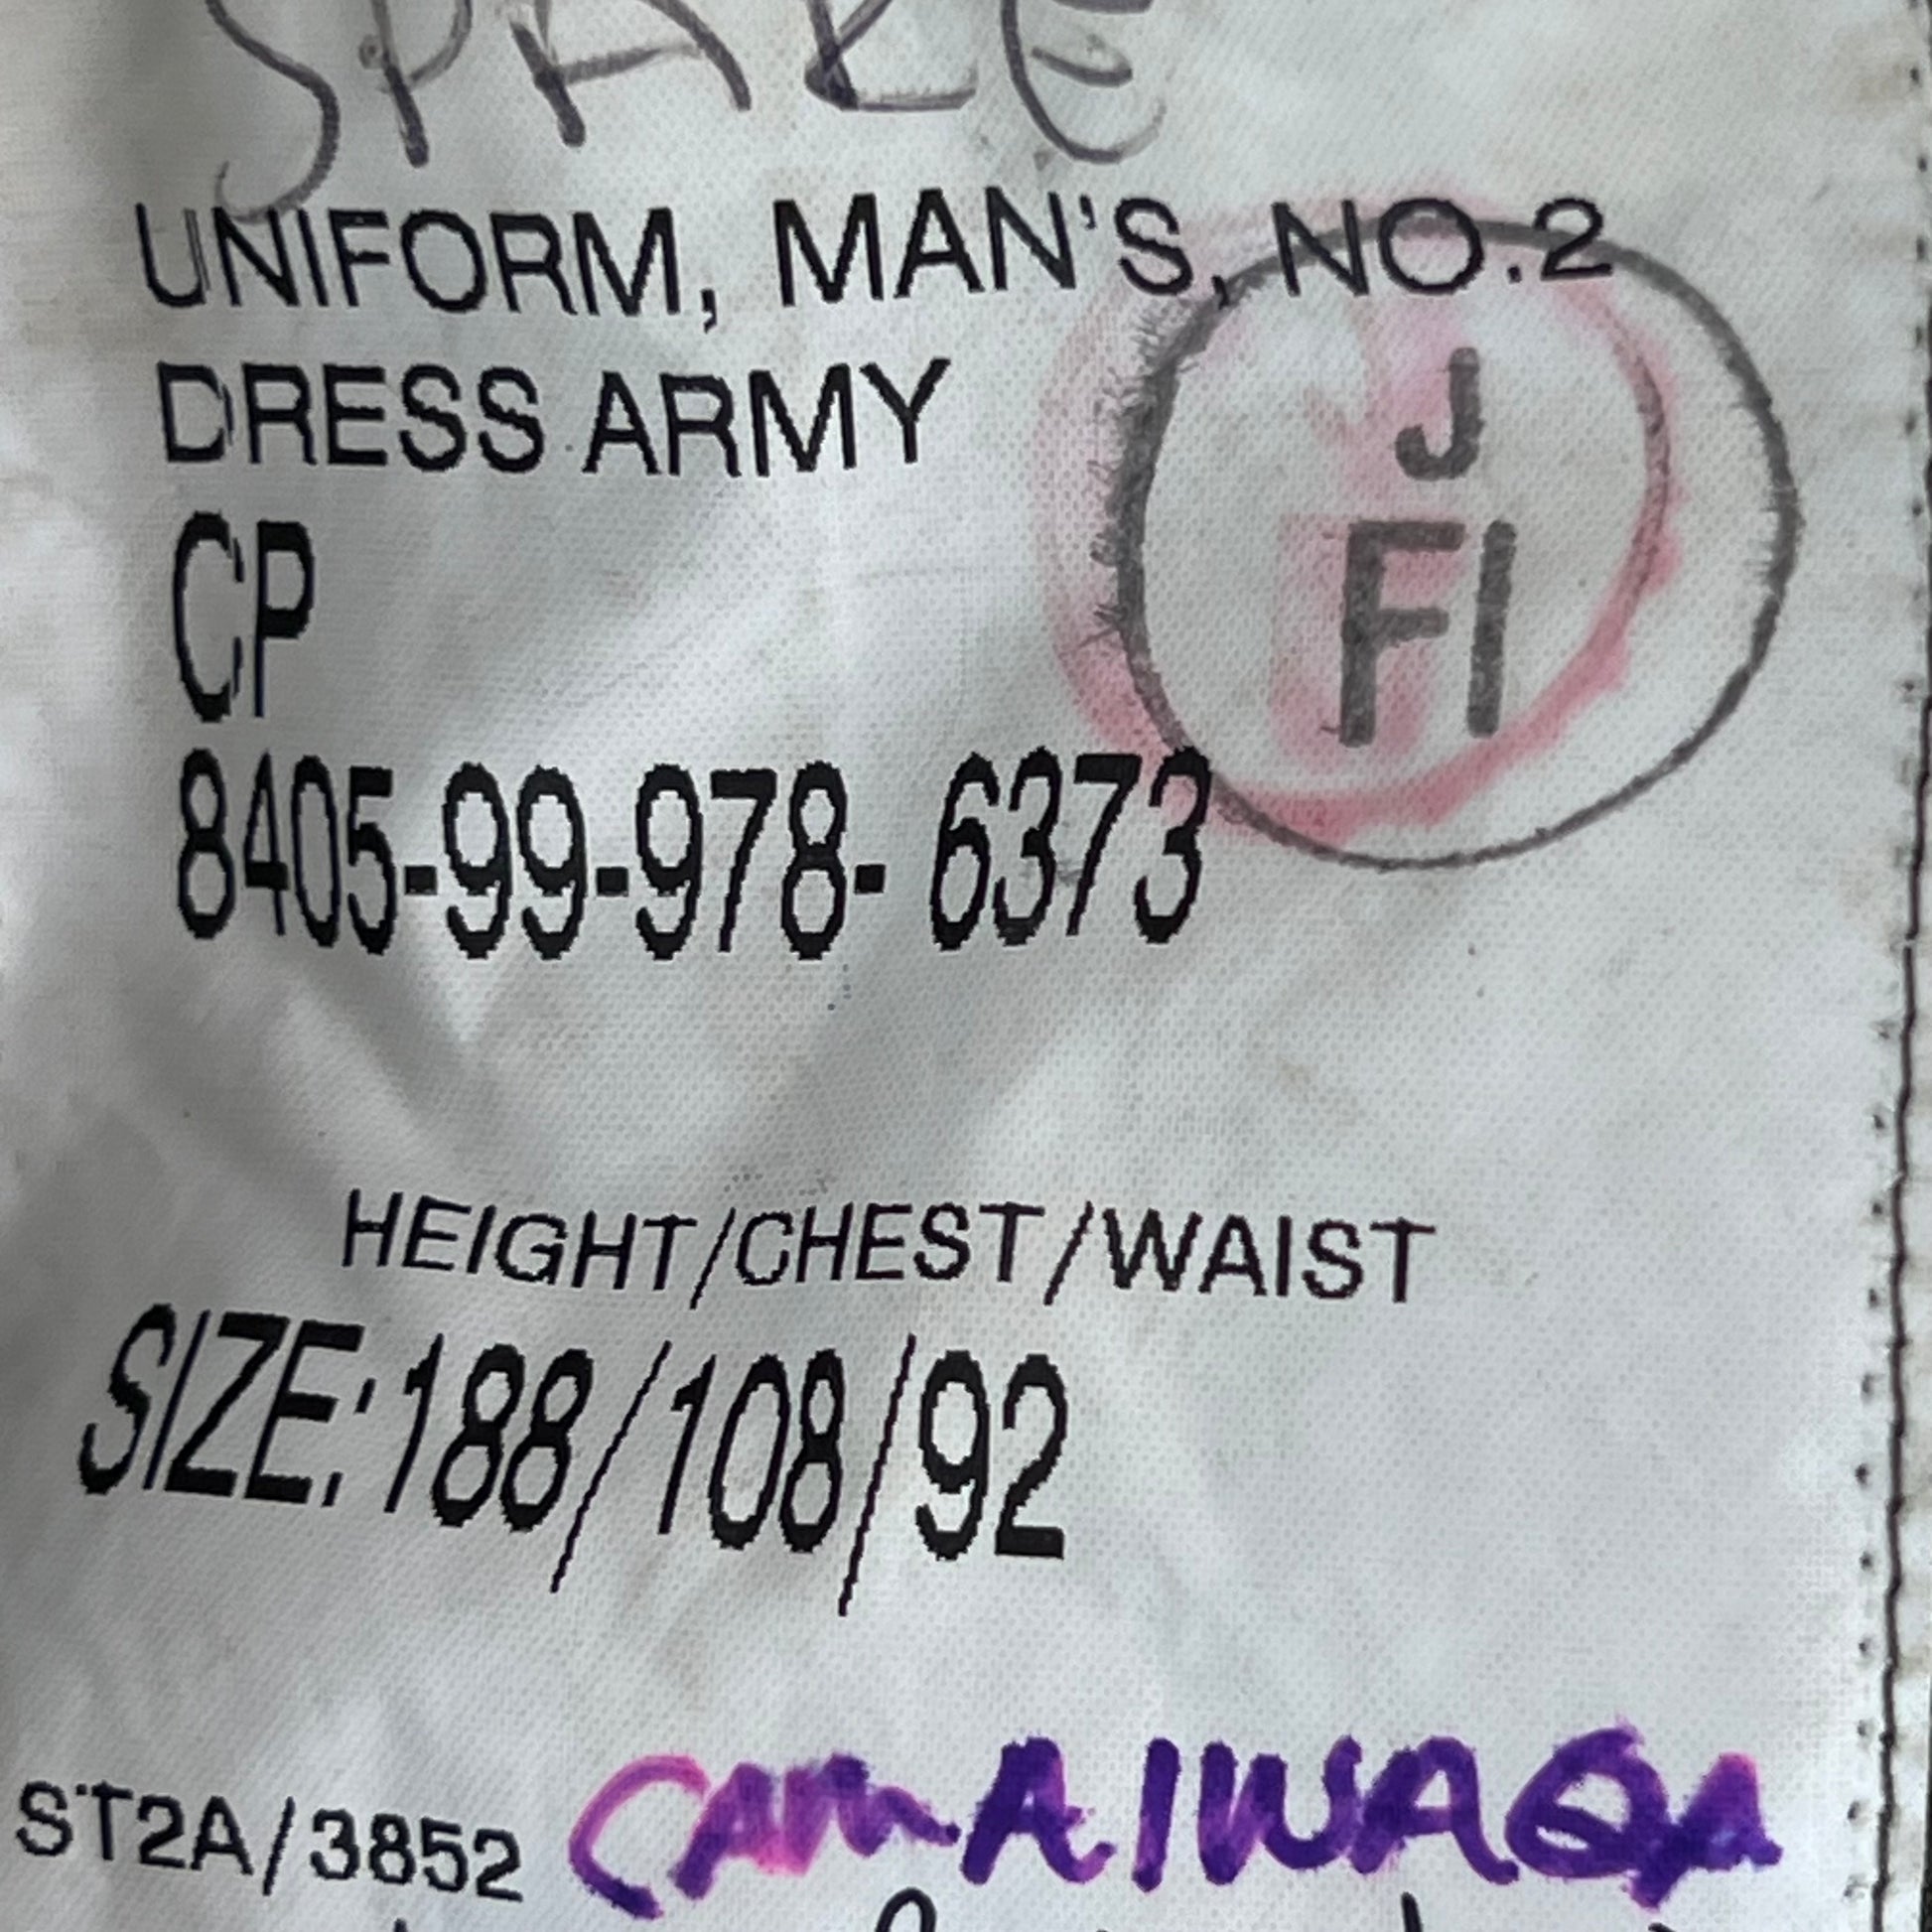 SPARE
UNIFORM, MAN'S, NO.2
DRESS ARMY
J
FI
CP
8405-99-978- 6373
HEIGHT/CHEST/WAIST
SIZE: 188/108/92
ST2A/3852
CAMAIWAQA